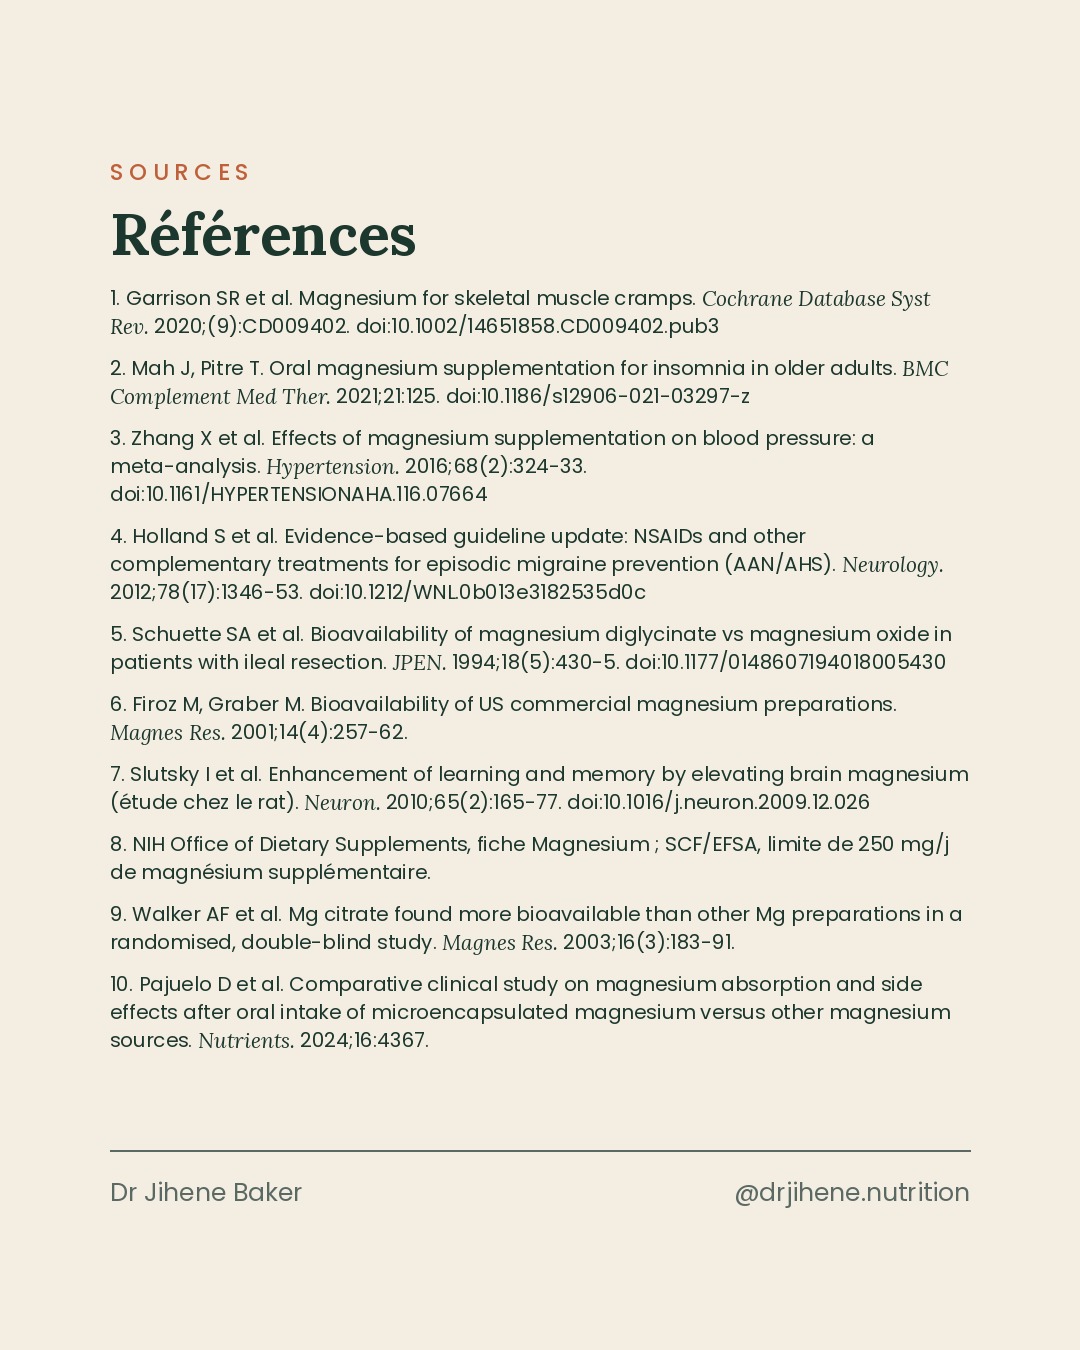 SOURCES
Références
1. Garrison SR et al. Magnesium for skeletal muscle cramps. Cochrane Database Syst
Rev. 2020;(9):CD009402. doi:10.1002/14651858.CD009402.pub3
2. Mah J, Pitre T. Oral magnesium supplementation for insomnia in older adults. BMC
Complement Med Ther. 2021;21:125. doi:10.1186/s12906-021-03297-z
3. Zhang X et al. Effects of magnesium supplementation on blood pressure: a
meta-analysis. Hypertension. 2016;68(2):324-33.
doi:10.1161/HYPERTENSIONAHA.116.07664
4. Holland S et al. Evidence-based guideline update: NSAIDs and other
complementary treatments for episodic migraine prevention (AAN/AHS). Neurology.
2012;78(17):1346-53. doi:10.1212/WNL.0b013e3182535d0c
5. Schuette SA et al. Bioavailability of magnesium diglycinate vs magnesium oxide in
patients with ileal resection. JPEN. 1994;18(5):430-5. doi:10.1177/0148607194018005430
6. Firoz M, Graber M. Bioavailability of US commercial magnesium preparations.
Magnes Res. 2001;14(4):257-62.
7. Slutsky I et al. Enhancement of learning and memory by elevating brain magnesium
(étude chez le rat). Neuron. 2010;65(2):165-77. doi:10.1016/j.neuron.2009.12.026
8. NIH Office of Dietary Supplements, fiche Magnesium ; SCF/EFSA, limite de 250 mg/j
de magnésium supplémentaire.
9. Walker AF et al. Mg citrate found more bioavailable than other Mg preparations in a
randomised, double-blind study. Magnes Res. 2003;16(3):183-91.
10. Pajuelo D et al. Comparative clinical study on magnesium absorption and side
effects after oral intake of microencapsulated magnesium versus other magnesium
sources. Nutrients. 2024;16:4367.
Dr Jihene Baker
@drjihene.nutrition